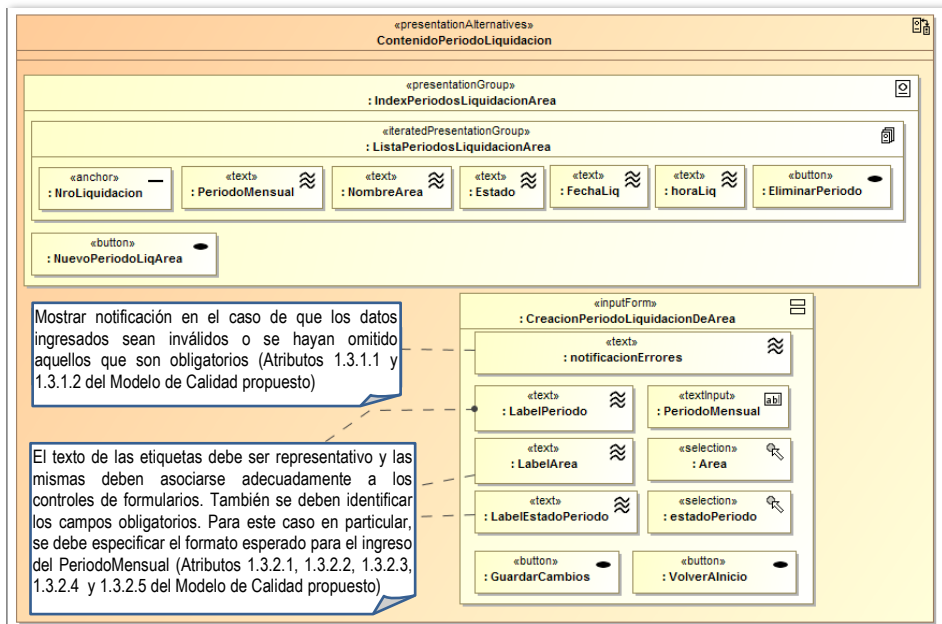 «presentationAlternatives»
ContenidoPeriodoLiquidacion
«presentationGroup»
: IndexPeriodosLiquidacionArea
«iteratedPresentationGroup»
: ListaPeriodosLiquidacionArea
«anchor»
: NroLiquidacion
«text»
: PeriodoMensual
«text»
: NombreArea
«text»
: Estado
«text»
: FechaLiq
«text»
: horaLiq
«button»
: EliminarPeriodo
«button»
: NuevoPeriodoLiqArea
Mostrar notificación en el caso de que los datos
ingresados sean inválidos o se hayan omitido
aquellos que son obligatorios (Atributos 1.3.1.1 y
1.3.1.2 del Modelo de Calidad propuesto)
«inputForm»
: CreacionPeriodoLiquidacionDeArea
«text»
: notificacionErrores
«text»
: LabelPeriodo
«textInput»
: PeriodoMensual
ab|
El texto de las etiquetas debe ser representativo y las
mismas deben asociarse adecuadamente a los
controles de formularios. También se deben identificar
los campos obligatorios. Para este caso en particular,
se debe especificar el formato esperado para el ingreso
del PeriodoMensual (Atributos 1.3.2.1, 1.3.2.2, 1.3.2.3,
1.3.2.4 y 1.3.2.5 del Modelo de Calidad propuesto)
«text»
: LabelArea
«selection»
: Area
«text»
: LabelEstadoPeriodo
«selection»
: estadoPeriodo
«button»
: GuardarCambios
«button»
: VolverAInicio